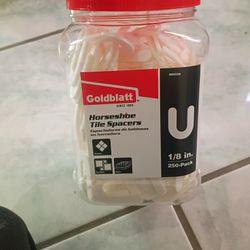 Goldblatt
SINCE 1885
Horseshoe
Tile Spacers
Espaciadores de baldosas
en herradura
U
1/8 in.
250-Pack